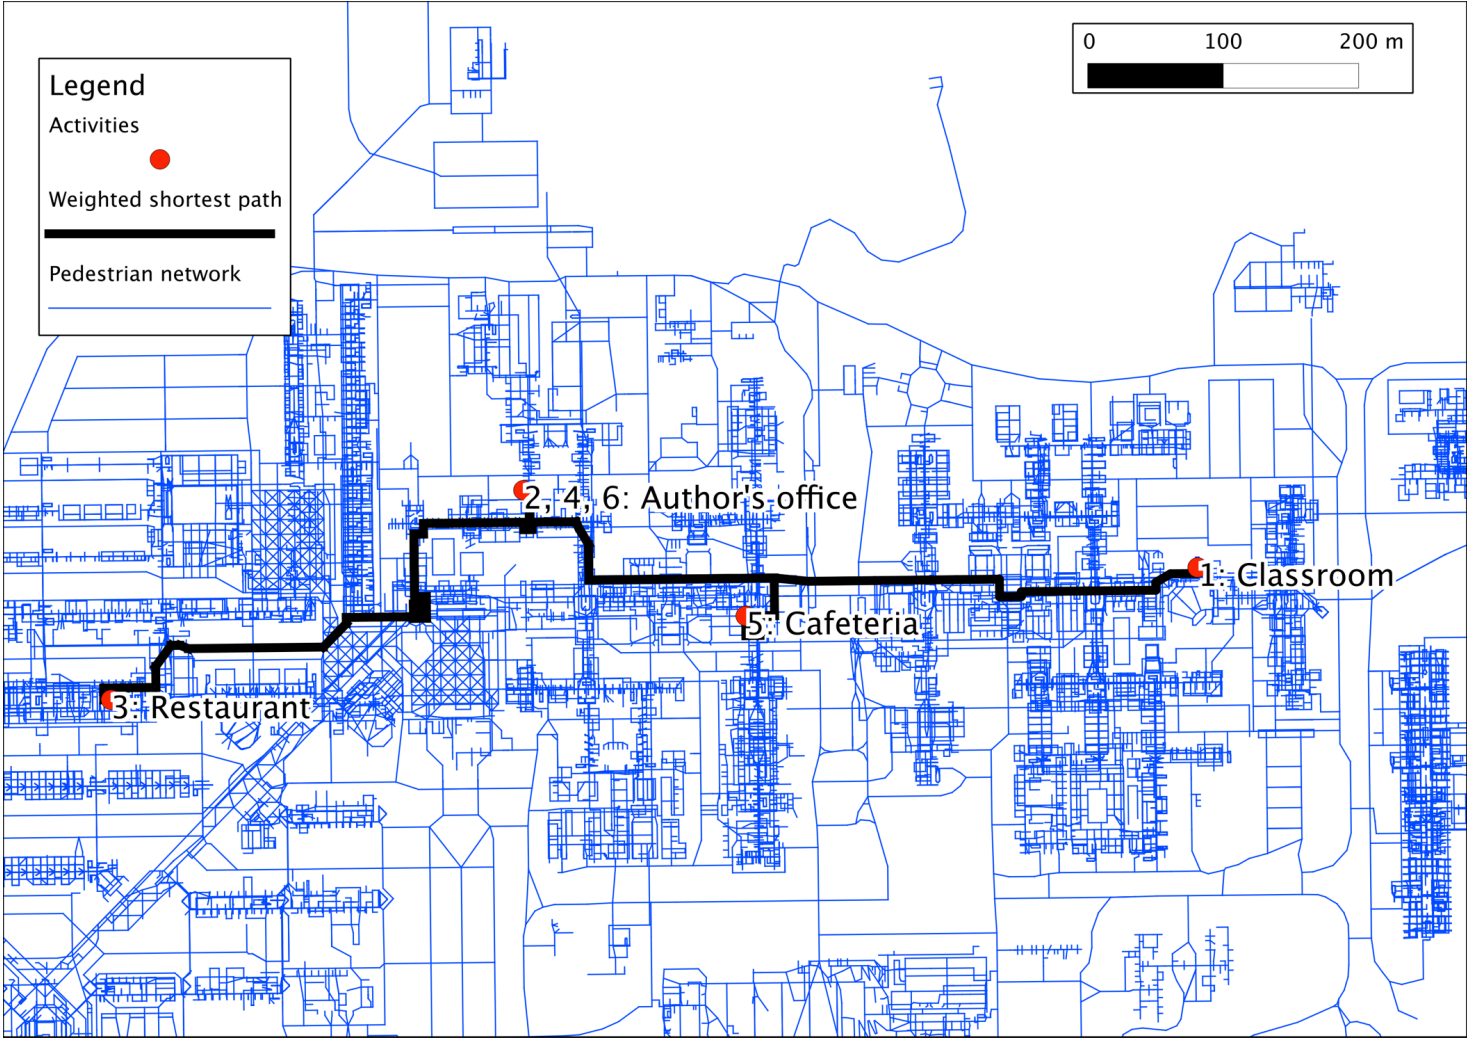 Legend
Activities
Weighted shortest path
Pedestrian network
0 100 200 m
2, 4, 6: Author's office
1: Classroom
5: Cafeteria
3: Restaurant